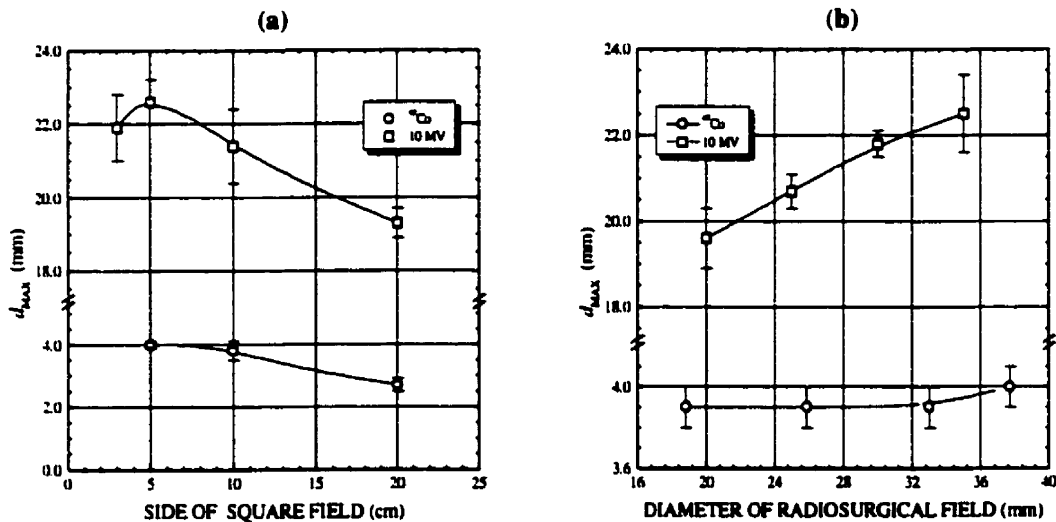 (a)
24.0
22.0
20.0
18.0
4.0
2.0
0.0
d_MAX (mm)
10 MV
0 5 10 15 20 25
SIDE OF SQUARE FIELD (cm)
(b)
24.0
22.0
20.0
18.0
4.0
3.6
d_MAX (mm)
10 MV
16 20 24 28 32 36 40
DIAMETER OF RADIOSURGICAL FIELD (mm)